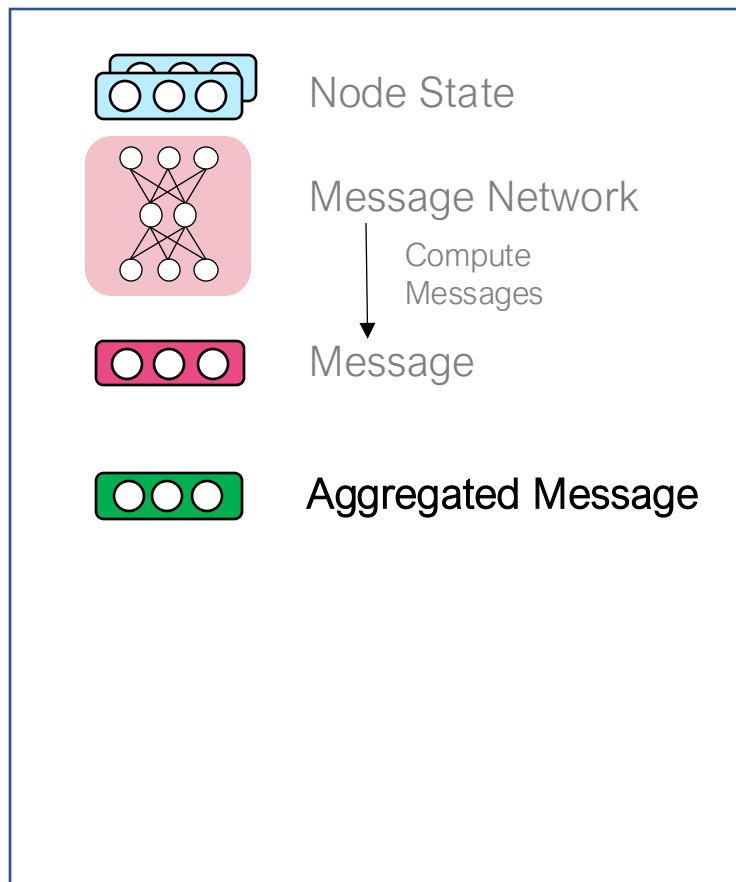 Node State
Message Network
Compute
Messages
Message
Aggregated Message